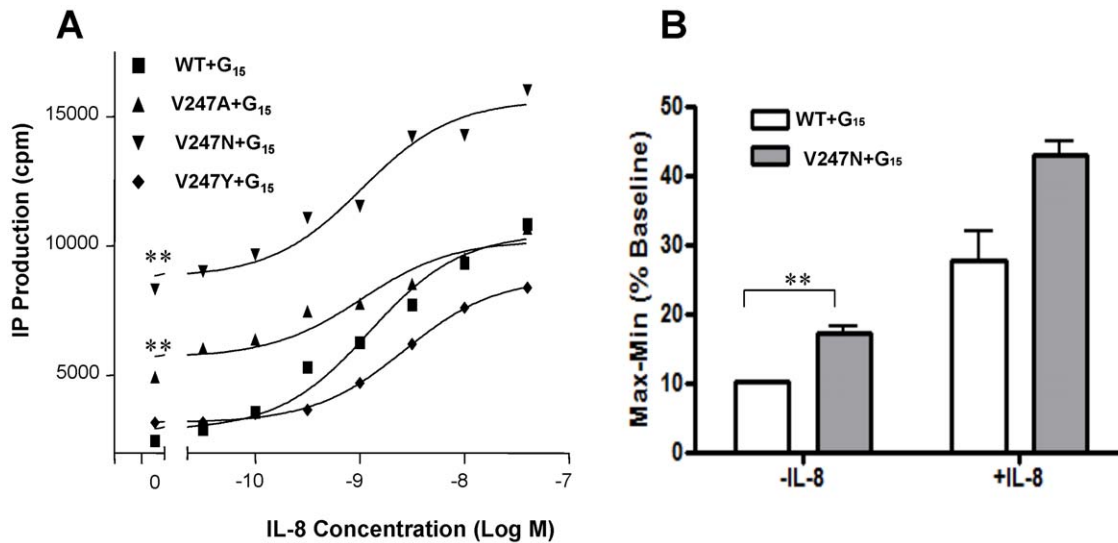 A
WT+G15
V247A+G15
V247N+G15
V247Y+G15
IP Production (cpm)
15000
10000
5000
**
**
0
-10
-9
-8
-7
IL-8 Concentration (Log M)
B
WT+G15
V247N+G15
Max-Min (% Baseline)
50
40
30
20
10
0
**
-IL-8
+IL-8